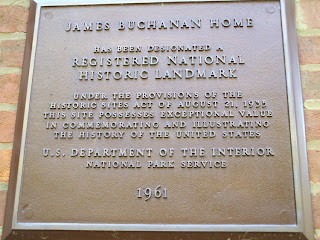 JAMES BUCHANAN HOME
HAS BEEN DESIGNATED A
REGISTERED NATIONAL
HISTORIC LANDMARK
UNDER THE PROVISIONS OF THE
HISTORIC SITES ACT OF AUGUST 21, 1935
THIS SITE POSSESSES EXCEPTIONAL VALUE
IN COMMEMORATING AND ILLUSTRATING
THE HISTORY OF THE UNITED STATES
U.S. DEPARTMENT OF THE INTERIOR
NATIONAL PARK SERVICE
1961